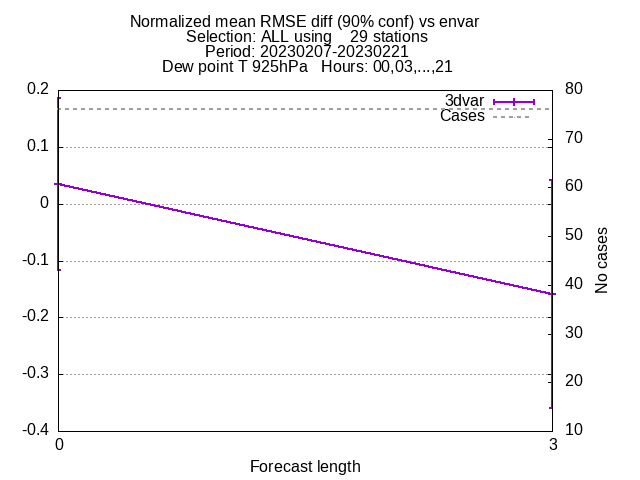 Normalized mean RMSE diff (90% conf) vs envar
Selection: ALL using    29 stations
Period: 20230207-20230221
Dew point T 925hPa   Hours: 00,03,...,21
3dvar
Cases
0.2
0.1
0
-0.1
-0.2
-0.3
-0.4
80
70
60
50
40
30
20
10
No cases
0
3
Forecast length